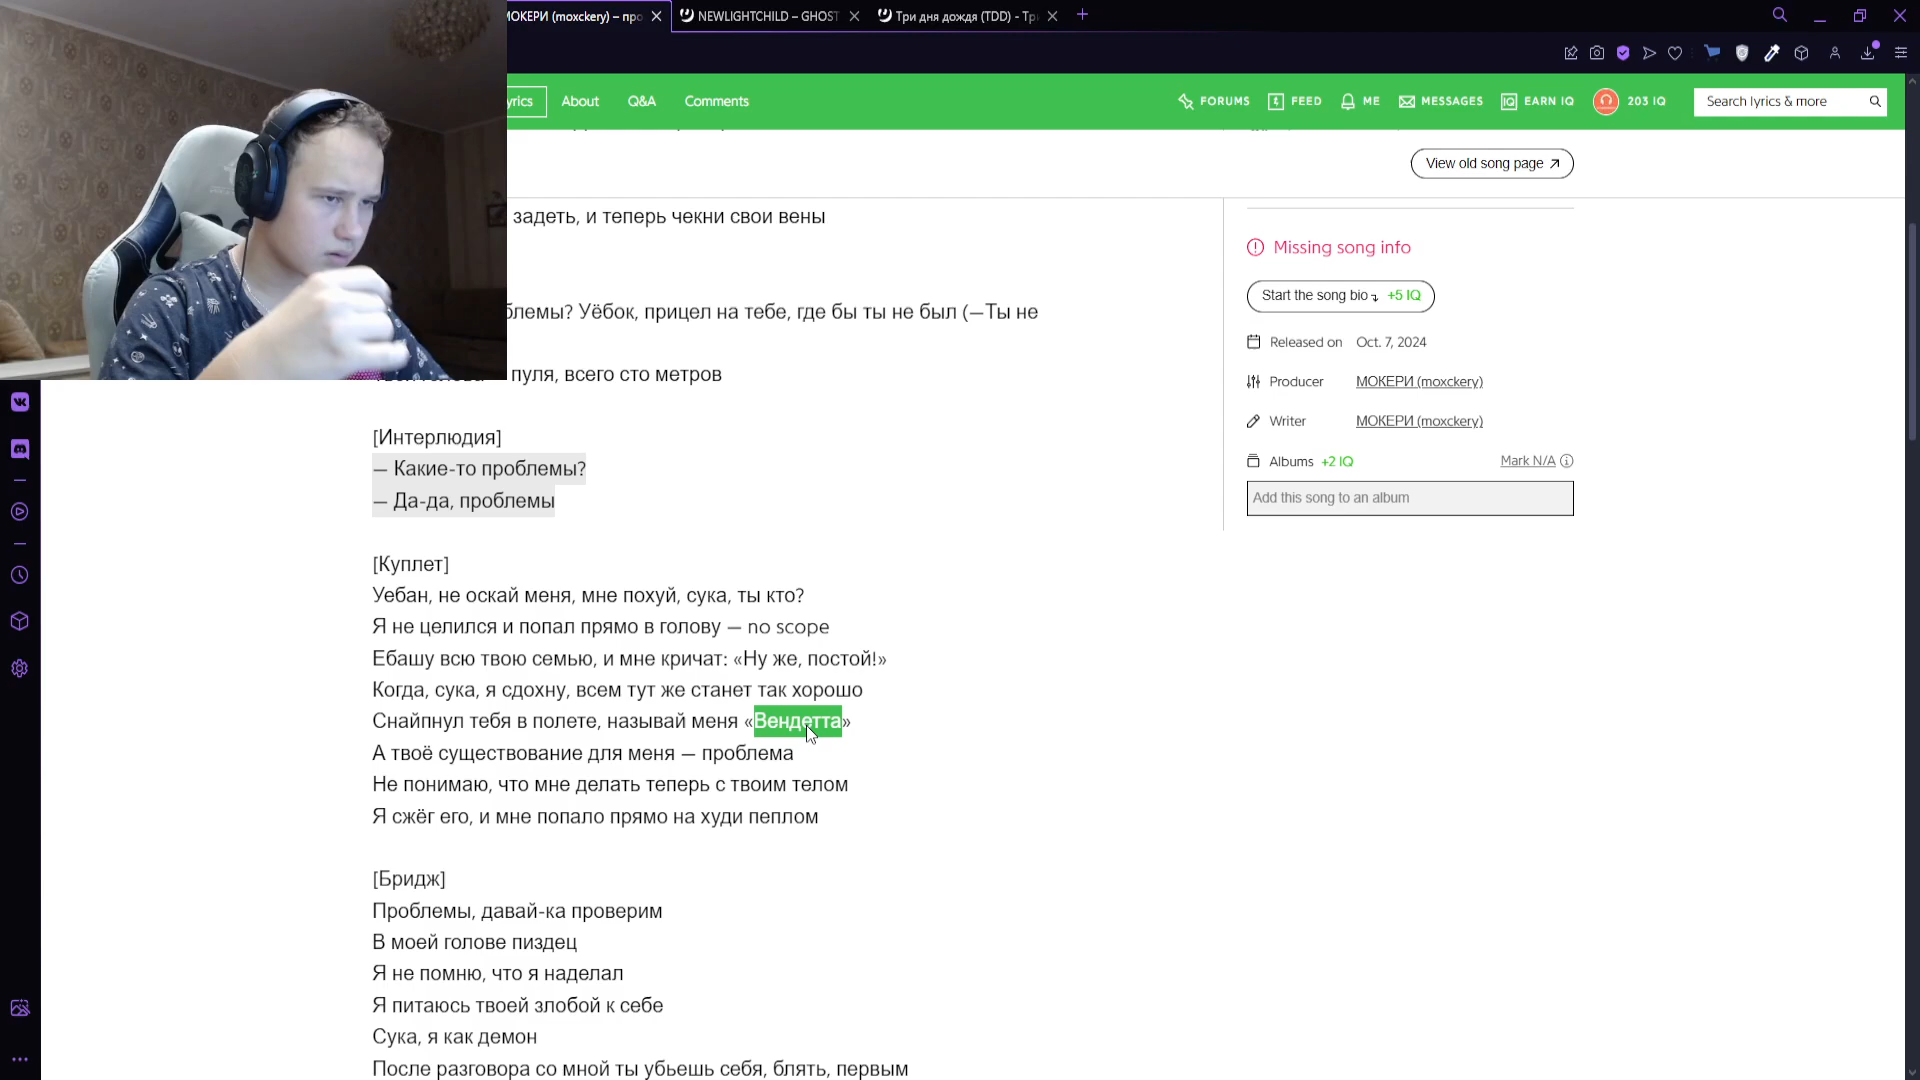 МОКЕРИ (moxckery) – про
NEWLIGHTCHILD – GHOST
Три дня дождя (TDD) - Тр
yrics
About
Q&A
Comments
FORUMS
FEED
ME
MESSAGES
EARN IQ
203 IQ
Search lyrics & more
View old song page
задеть, и теперь чекни свои вены
блемы? Уёбок, прицел на тебе, где бы ты не был (—Ты не
пуля, всего сто метров
[Интерлюдия]
— Какие-то проблемы?
— Да-да, проблемы
[Куплет]
Уебан, не оскай меня, мне похуй, сука, ты кто?
Я не целился и попал прямо в голову — no scope
Ебашу всю твою семью, и мне кричат: «Ну же, постой!»
Когда, сука, я сдохну, всем тут же станет так хорошо
Снайпнул тебя в полете, называй меня «Вендетта»
А твоё существование для меня — проблема
Не понимаю, что мне делать теперь с твоим телом
Я сжёг его, и мне попало прямо на худи пеплом
[Бридж]
Проблемы, давай-ка проверим
В моей голове пиздец
Я не помню, что я наделал
Я питаюсь твоей злобой к себе
Сука, я как демон
После разговора со мной ты убьешь себя, блять, первым
Missing song info
Start the song bio +5 IQ
Released on Oct. 7, 2024
Producer МОКЕРИ (moxckery)
Writer МОКЕРИ (moxckery)
Albums +2 IQ Mark N/A
Add this song to an album